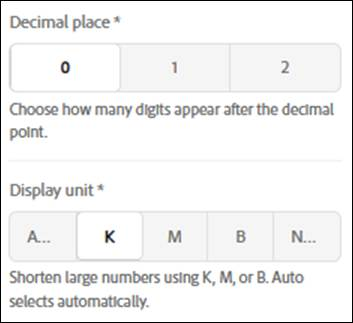 Decimal place *
0 1 2
Choose how many digits appear after the decimal
point.
Display unit *
A... K M B N...
Shorten large numbers using K, M, or B. Auto
selects automatically.